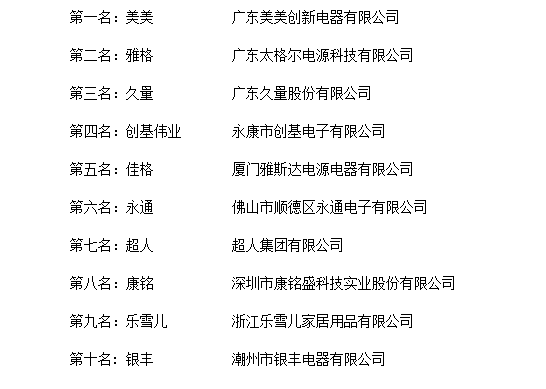 第一名：美美 广东美美创新电器有限公司
第二名：雅格 广东太格尔电源科技有限公司
第三名：久量 广东久量股份有限公司
第四名：创基伟业 永康市创基电子有限公司
第五名：佳格 厦门雅斯达电源电器有限公司
第六名：永通 佛山市顺德区永通电子有限公司
第七名：超人 超人集团有限公司
第八名：康铭 深圳市康铭盛科技实业股份有限公司
第九名：乐雪儿 浙江乐雪儿家居用品有限公司
第十名：银丰 潮州市银丰电器有限公司